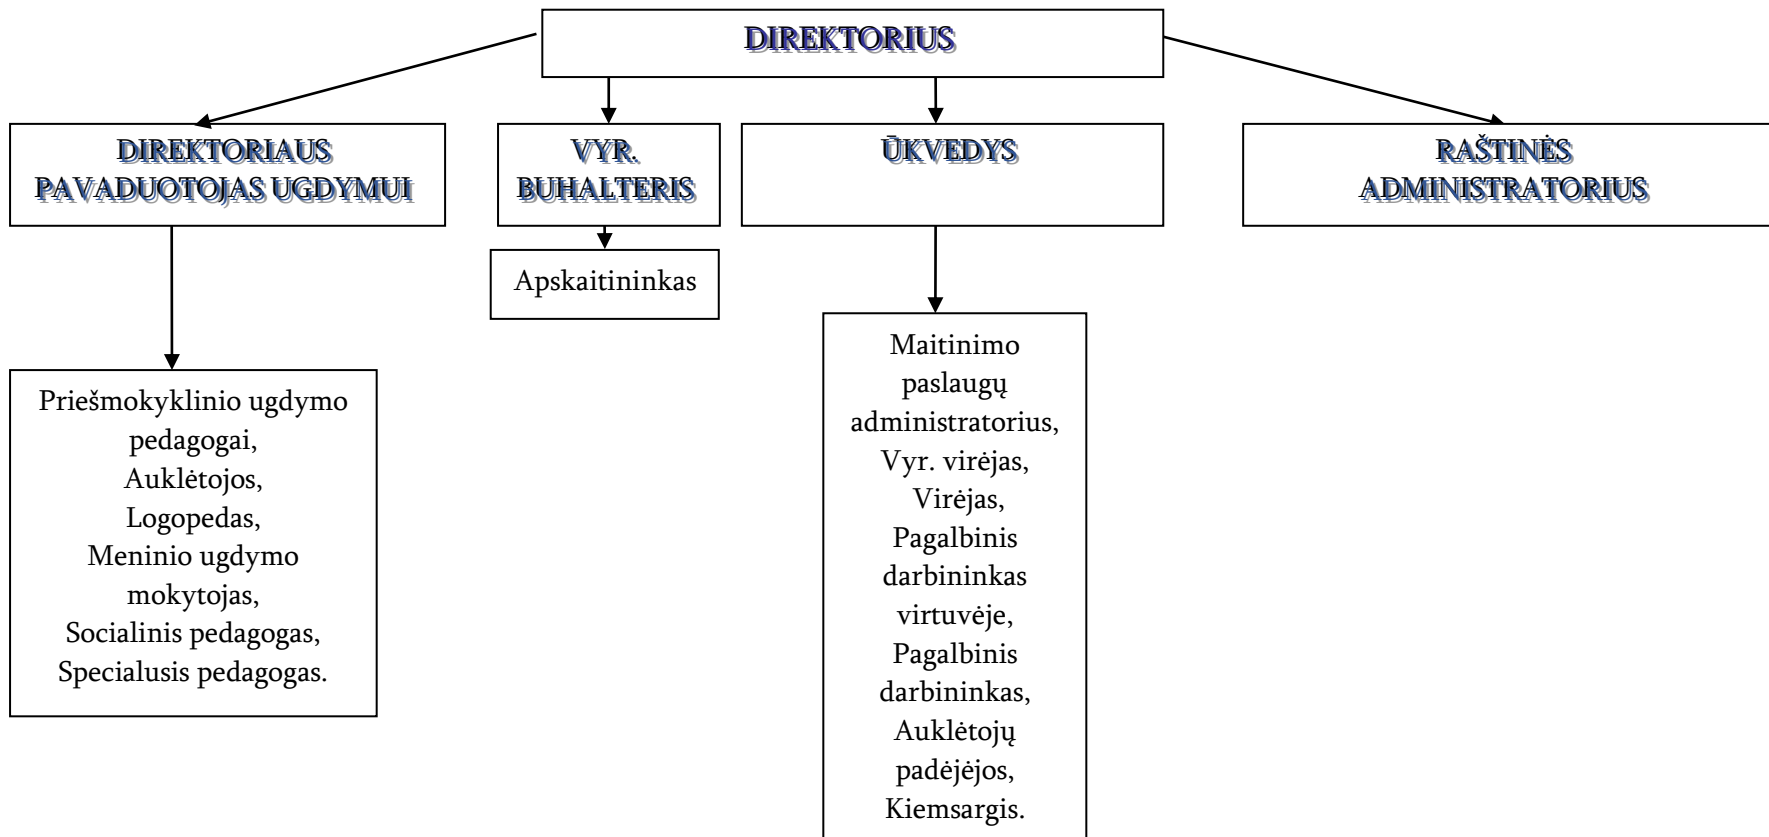 DIREKTORIUS
DIREKTORIAUS
PAVADUOTOJAS UGDYMUI
VYR.
BUHALTERIS
ŪKVEDYS
RAŠTINĖS
ADMINISTRATORIUS
Apskaitininkas
Priešmokyklinio ugdymo
pedagogai,
Auklėtojos,
Logopedas,
Meninio ugdymo
mokytojas,
Socialinis pedagogas,
Specialusis pedagogas.
Maitinimo
paslaugų
administratorius,
Vyr. virėjas,
Virėjas,
Pagalbinis
darbininkas
virtuvėje,
Pagalbinis
darbininkas,
Auklėtojų
padėjėjos,
Kiemsargis.